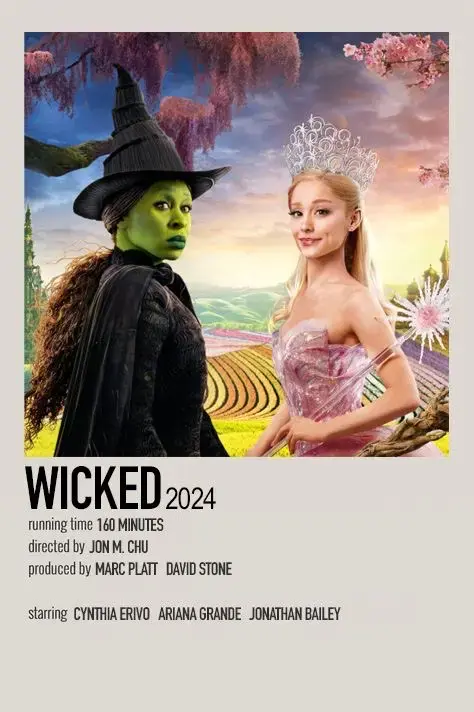 WICKED 2024
running time 160 MINUTES
directed by JON M. CHU
produced by MARC PLATT DAVID STONE
starring CYNTHIA ERIVO ARIANA GRANDE JONATHAN BAILEY